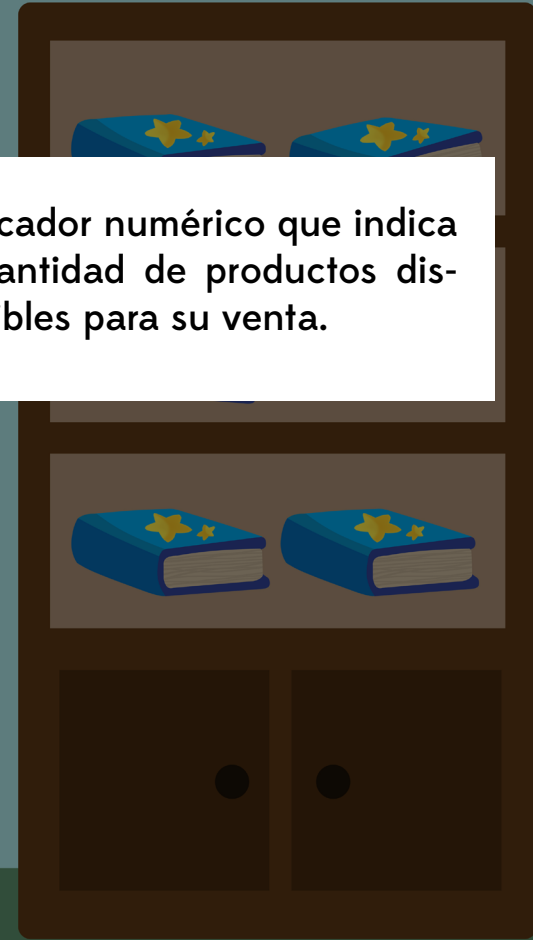 cador numérico que indica
antidad de productos dis-
bles para su venta.